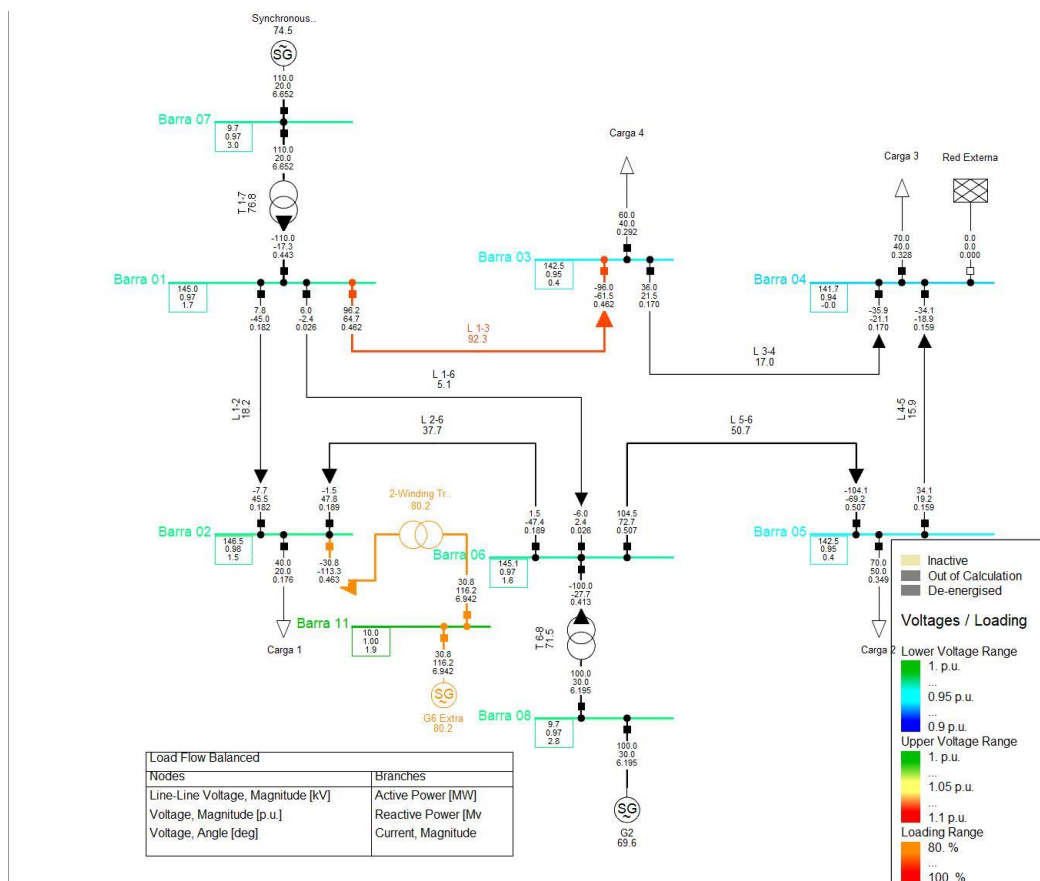 Synchronous..
74.5
SG
110.0
20.0
6.652
Barra 07
9.7
0.97
3.0
110.0
20.0
6.652
T 1-7
76.8
-110.0
-17.3
0.443
Barra 01
145.0
0.97
1.7
7.8
-45.0
0.182
6.0
-2.4
0.026
96.2
64.7
0.462
L 1-3
92.3
Carga 4
60.0
40.0
0.292
Barra 03
142.5
0.95
0.4
-96.0
-61.5
0.462
36.0
21.5
0.170
Carga 3
Red Externa
70.0
40.0
0.328
0.0
0.0
0.000
Barra 04
141.7
0.94
-0.0
-35.9
-21.1
0.170
-34.1
-18.9
0.159
L 3-4
17.0
L 1-6
5.1
L 1-2
18.2
L 2-6
37.7
L 5-6
50.7
L 4-5
15.9
-7.7
45.5
0.182
-1.5
47.8
0.189
2-Winding Tr..
80.2
1.5
-47.4
0.189
-6.0
2.4
0.026
104.5
72.7
0.507
-104.1
-69.2
0.507
34.1
19.2
0.159
Barra 02
146.5
0.98
1.5
40.0
20.0
0.176
-30.8
-113.3
0.463
Carga 1
Barra 06
145.1
0.97
1.6
-100.0
-27.7
0.413
Barra 05
142.5
0.95
0.4
70.0
50.0
0.349
Carga 2
30.8
116.2
6.942
Barra 11
10.0
1.00
1.9
30.8
116.2
6.942
SG
G6 Extra
80.2
T 6-8
71.5
100.0
30.0
6.195
Barra 08
9.7
0.97
2.8
100.0
30.0
6.195
SG
G2
69.6
Load Flow Balanced
Nodes Branches
Line-Line Voltage, Magnitude [kV] Active Power [MW]
Voltage, Magnitude [p.u.] Reactive Power [Mv
Voltage, Angle [deg] Current, Magnitude
Inactive
Out of Calculation
De-energised
Voltages / Loading
Lower Voltage Range
1. p.u.
...
0.95 p.u.
...
0.9 p.u.
Upper Voltage Range
1. p.u.
...
1.05 p.u.
...
1.1 p.u.
Loading Range
80. %
...
100. %